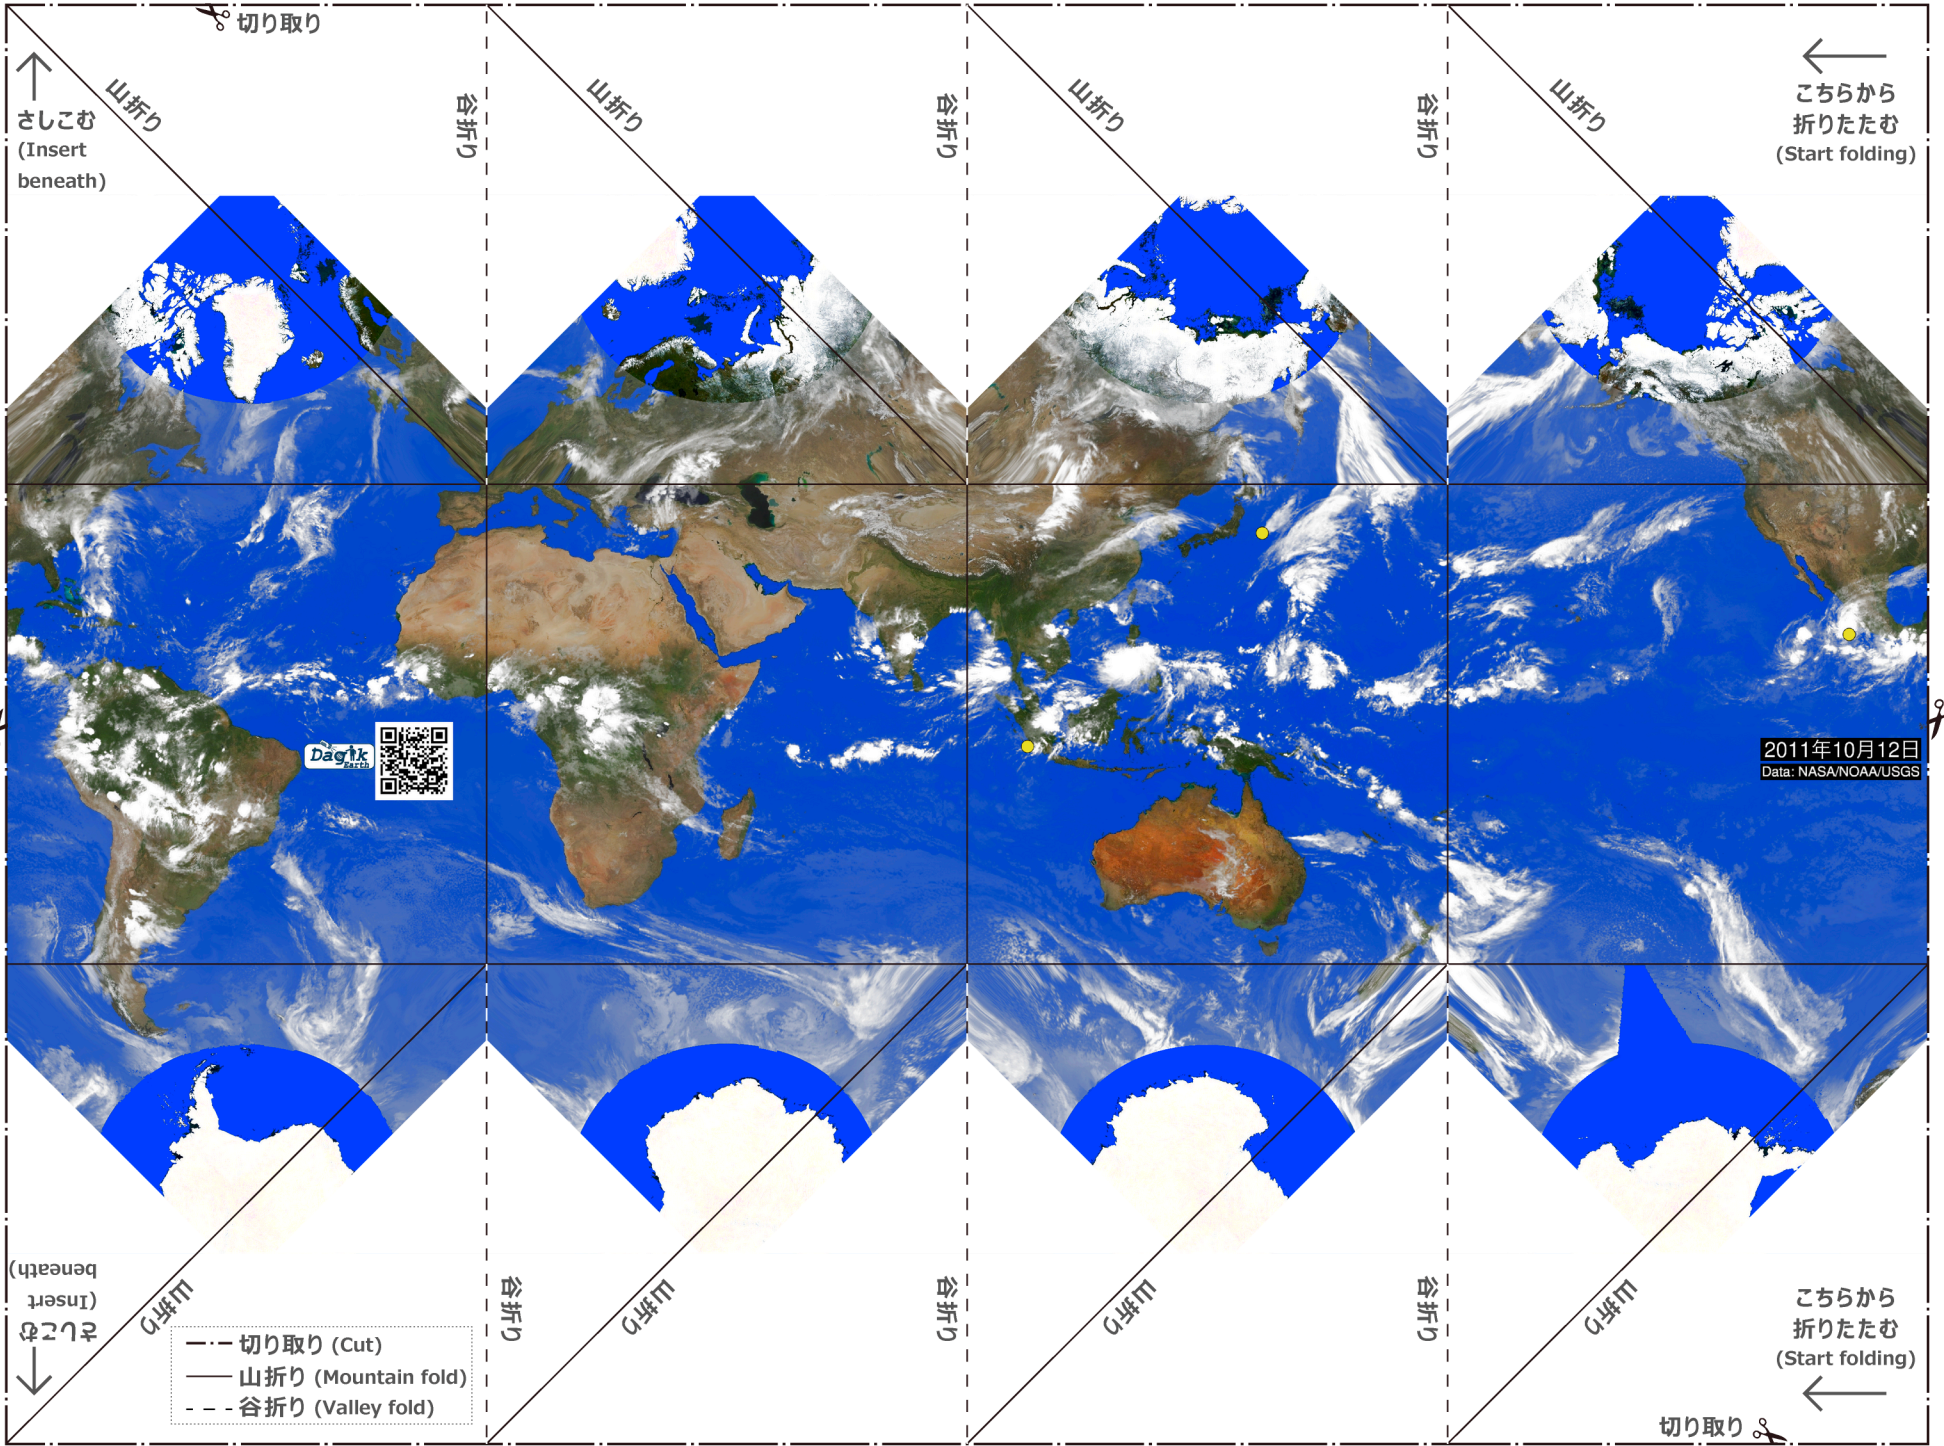 切り取り
山折り
谷折り
山折り
谷折り
山折り
谷折り
山折り
さしこむ
(Insert
beneath)
こちらから
折りたたむ
(Start folding)
Dagik
Earth
2011年10月12日
Data: NASA/NOAA/USGS
さしこむ
(Insert
beneath)
山折り
谷折り
山折り
谷折り
山折り
谷折り
山折り
切り取り (Cut)
山折り (Mountain fold)
谷折り (Valley fold)
こちらから
折りたたむ
(Start folding)
切り取り